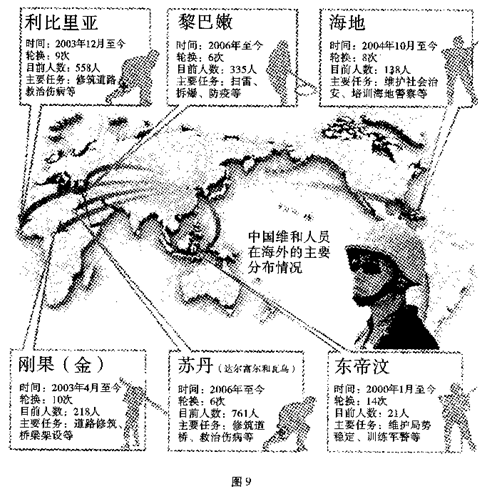 利比里亚
时间：2003年12月至今
轮换：9次
目前人数：558人
主要任务：修筑道路、
救治伤病等
黎巴嫩
时间：2006年至今
轮换：6次
目前人数：335人
主要任务：扫雷、
拆爆、防疫等
海地
时间：2004年10月至今
轮换：8次
目前人数：138人
主要任务：维护社会治
安、培训海地警察等
中国维和人员
在海外的主要
分布情况
刚果（金）
时间：2003年4月至今
轮换：10次
目前人数：218人
主要任务：道路修筑、
桥梁架设等
苏丹（达尔富尔和瓦乌）
时间：2006年至今
轮换：6次
目前人数：761人
主要任务：修筑道
桥、救治伤病等
东帝汶
时间：2000年1月至今
轮换：14次
目前人数：21人
主要任务：维护局势
稳定、训练军警等
图9